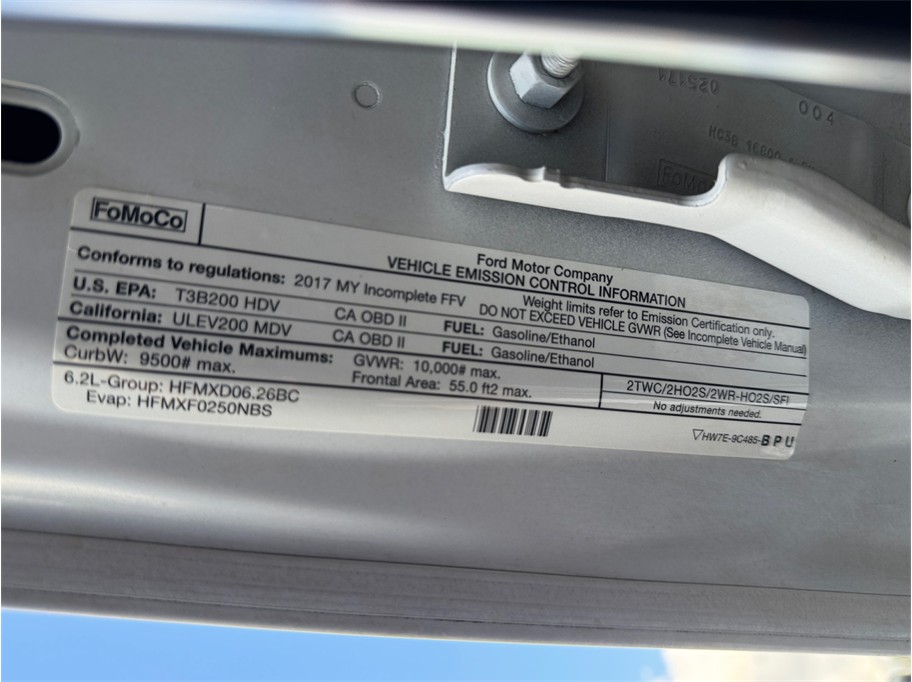 025171
004
HC3B 16800
FoMo
FoMoCo
Ford Motor Company
VEHICLE EMISSION CONTROL INFORMATION
Conforms to regulations: 2017 MY Incomplete FFV
Weight limits refer to Emission Certification only.
U.S. EPA: T3B200 HDV CA OBD II FUEL: Gasoline/Ethanol
DO NOT EXCEED VEHICLE GVWR (See Incomplete Vehicle Manual)
California: ULEV200 MDV CA OBD II FUEL: Gasoline/Ethanol
Completed Vehicle Maximums: GVWR: 10,000# max.
CurbW: 9500# max. Frontal Area: 55.0 ft2 max.
2TWC/2HO2S/2WR-HO2S/SFI
No adjustments needed.
6.2L-Group: HFMXD06.26BC
Evap: HFMXF0250NBS
HW7E-9C485-BPU